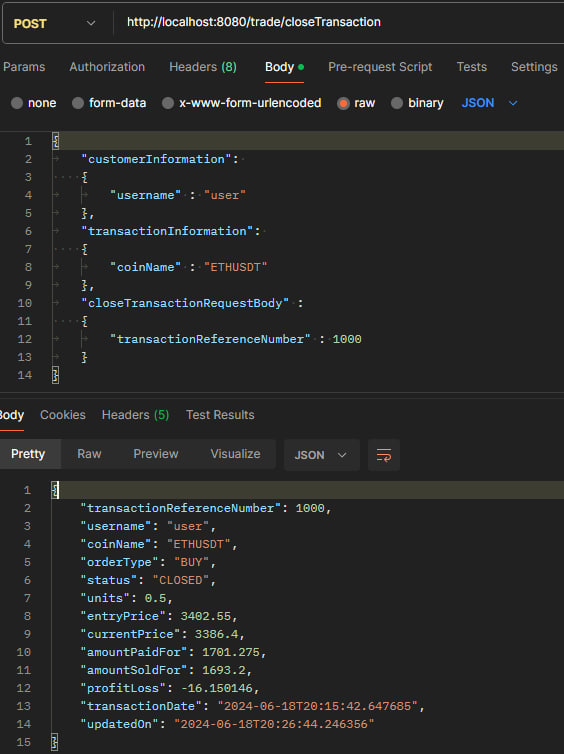 POST http://localhost:8080/trade/closeTransaction
Params Authorization Headers (8) Body Pre-request Script Tests Settings
none form-data x-www-form-urlencoded raw binary JSON
1 {
2 "customerInformation":
3 {
4 "username" : "user"
5 },
6 "transactionInformation":
7 {
8 "coinName" : "ETHUSDT"
9 },
10 "closeTransactionRequestBody" :
11 {
12 "transactionReferenceNumber" : 1000
13 }
14 }
Body Cookies Headers (5) Test Results
Pretty Raw Preview Visualize JSON
1 {
2 "transactionReferenceNumber": 1000,
3 "username": "user",
4 "coinName": "ETHUSDT",
5 "orderType": "BUY",
6 "status": "CLOSED",
7 "units": 0.5,
8 "entryPrice": 3402.55,
9 "currentPrice": 3386.4,
10 "amountPaidFor": 1701.275,
11 "amountSoldFor": 1693.2,
12 "profitLoss": -16.150146,
13 "transactionDate": "2024-06-18T20:15:42.647685",
14 "updatedOn": "2024-06-18T20:26:44.246356"
15 }